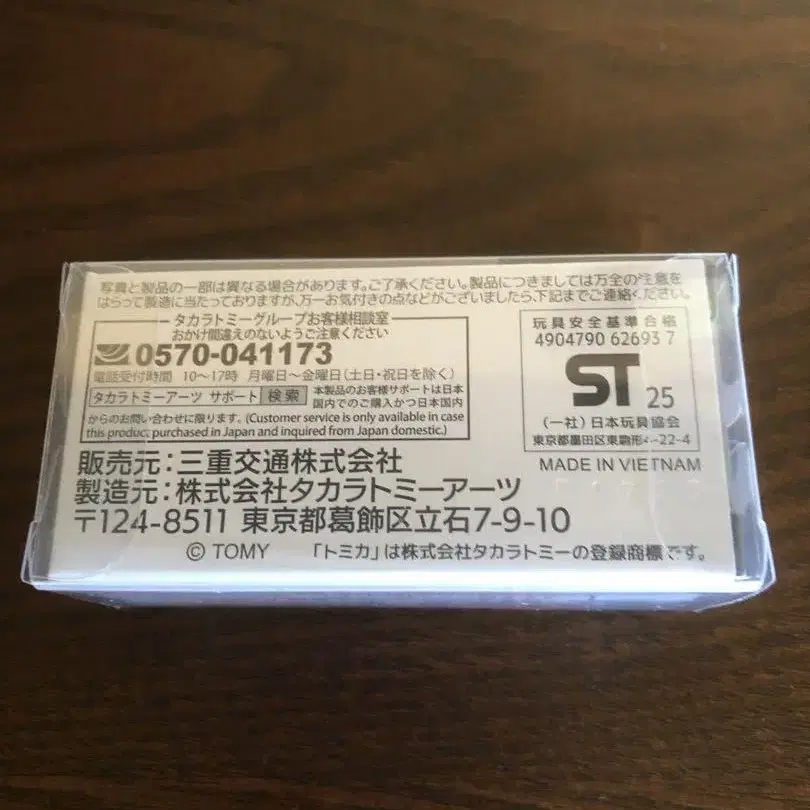 写真と製品の一部は異なる場合があります。ご了承ください。製品につきましては万全の注意を
はらって製造に当たっておりますが、万一お気付きの点などがございましたら、下記までご連絡ください。
タカラトミーグループお客様相談室
おかけ間違えのないようご注意ください
0570-041173
電話受付時間 10〜17時 月曜日〜金曜日(土日・祝日を除く)
タカラトミーアーツ サポート 検索 本製品のお客様サポートは日本
国内でのご購入かつ日本国内
からのお問い合わせに限ります。(Customer service is only available in case
this product purchased in Japan and inquired from Japan domestic.)
玩具安全基準合格
4904790 62693 7
ST 25
(一社)日本玩具協会
東京都墨田区東駒形4-22-4
MADE IN VIETNAM
販売元:三重交通株式会社
製造元:株式会社タカラトミーアーツ
〒124-8511 東京都葛飾区立石7-9-10
© TOMY 「トミカ」は株式会社タカラトミーの登録商標です。